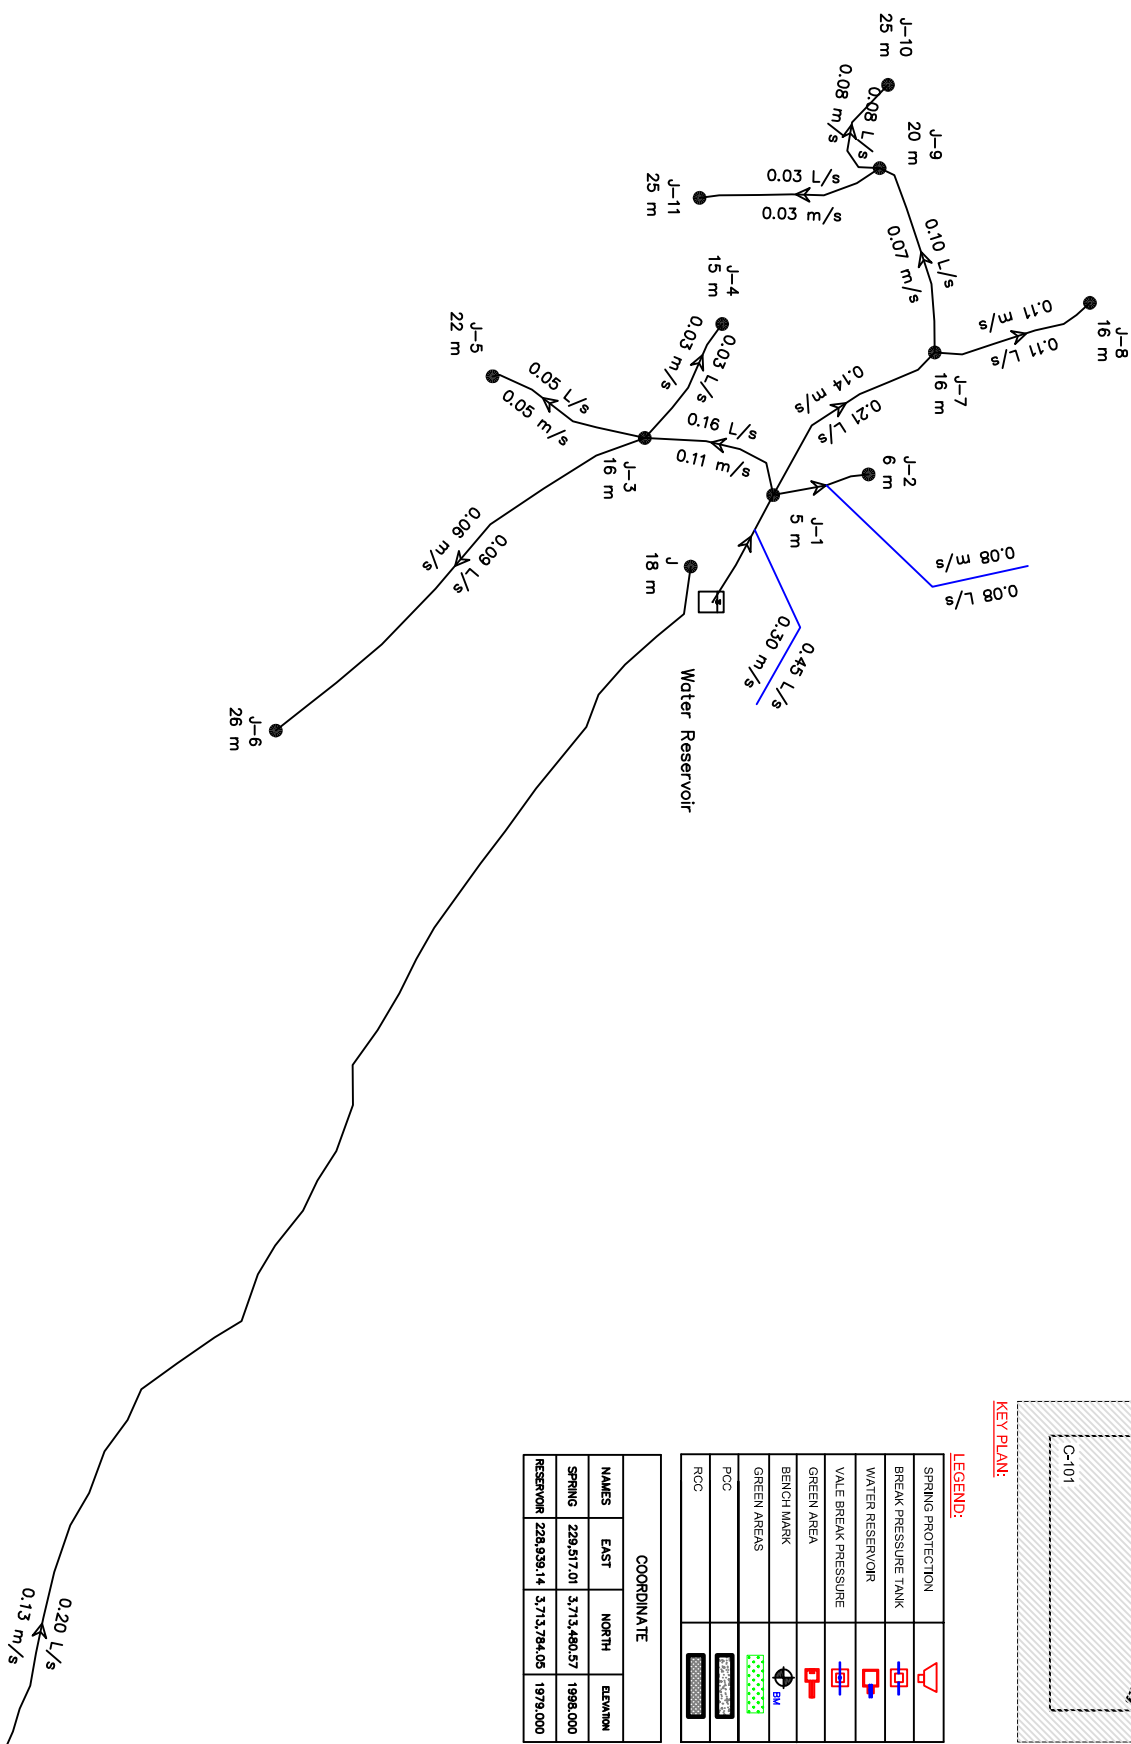 J-10
25 m
0.08 L/s
0.08 m/s
J-9
20 m
0.03 L/s
0.03 m/s
J-11
25 m
0.10 L/s
0.07 m/s
J-8
16 m
0.11 m/s
0.11 L/s
J-7
16 m
0.14 m/s
0.21 L/s
J-4
15 m
0.03 L/s
0.03 m/s
J-5
22 m
0.05 L/s
0.05 m/s
0.16 L/s
0.11 m/s
J-3
16 m
J-2
6 m
J-1
5 m
0.08 m/s
0.08 L/s
0.45 L/s
0.30 m/s
J
18 m
Water Reservoir
0.06 m/s
0.09 L/s
J-6
26 m
0.20 L/s
0.13 m/s
KEY PLAN:
C-101
LEGEND:
SPRING PROTECTION
BREAK PRESSURE TANK
WATER RESERVOIR
VALE BREAK PRESSURE
GREEN AREA
BENCH MARK
BM
GREEN AREAS
PCC
RCC
COORDINATE
NAMES EAST NORTH ELEVATION
SPRING 229,517.01 3,713,480.57 1998.000
RESERVOIR 228,939.14 3,713,784.05 1979.000